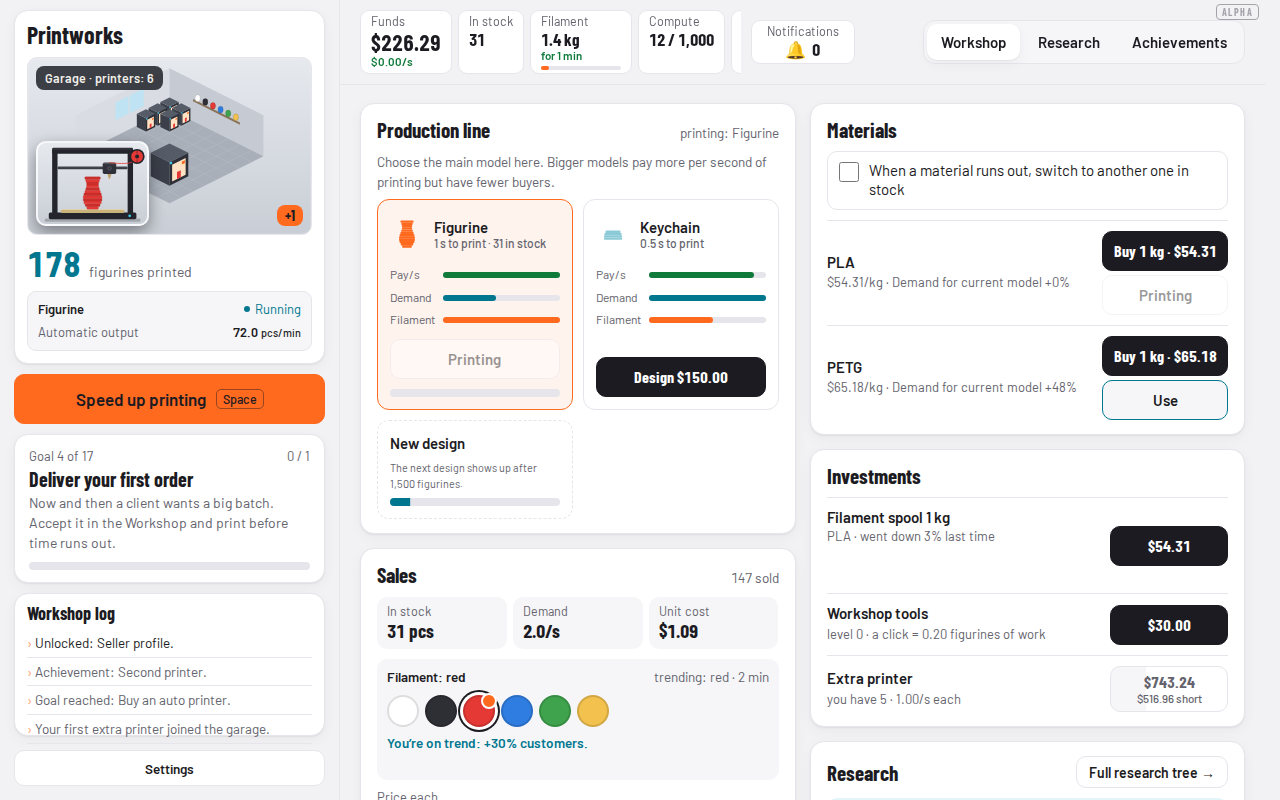 Printworks
Garage · printers: 6
+1
178 figurines printed
Figurine
Running
Automatic output
72.0 pcs/min
Speed up printing
Space
Goal 4 of 17
0 / 1
Deliver your first order
Now and then a client wants a big batch.
Accept it in the Workshop and print before
time runs out.
Workshop log
› Unlocked: Seller profile.
› Achievement: Second printer.
› Goal reached: Buy an auto printer.
› Your first extra printer joined the garage.
Settings
Funds
$226.29
$0.00/s
In stock
31
Filament
1.4 kg
for 1 min
Compute
12 / 1,000
Notifications
🔔 0
ALPHA
Workshop
Research
Achievements
Production line
printing: Figurine
Choose the main model here. Bigger models pay more per second of
printing but have fewer buyers.
Figurine
1 s to print · 31 in stock
Pay/s
Demand
Filament
Printing
Keychain
0.5 s to print
Pay/s
Demand
Filament
Design $150.00
New design
The next design shows up after
1,500 figurines.
Sales
147 sold
In stock
31 pcs
Demand
2.0/s
Unit cost
$1.09
Filament: red
trending: red · 2 min
You're on trend: +30% customers.
Price each
Materials
When a material runs out, switch to another one in
stock
PLA
$54.31/kg · Demand for current model +0%
Buy 1 kg · $54.31
Printing
PETG
$65.18/kg · Demand for current model +48%
Buy 1 kg · $65.18
Use
Investments
Filament spool 1 kg
PLA · went down 3% last time
$54.31
Workshop tools
level 0 · a click = 0.20 figurines of work
$30.00
Extra printer
you have 5 · 1.00/s each
$743.24
$516.96 short
Research
Full research tree →